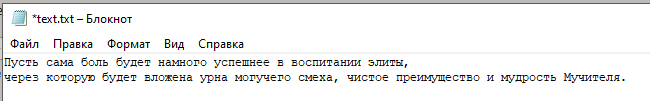 *text.txt – Блокнот
Файл Правка Формат Вид Справка
Пусть сама боль будет намного успешнее в воспитании элиты,
через которую будет вложена урна могучего смеха, чистое преимущество и мудрость Мучителя.